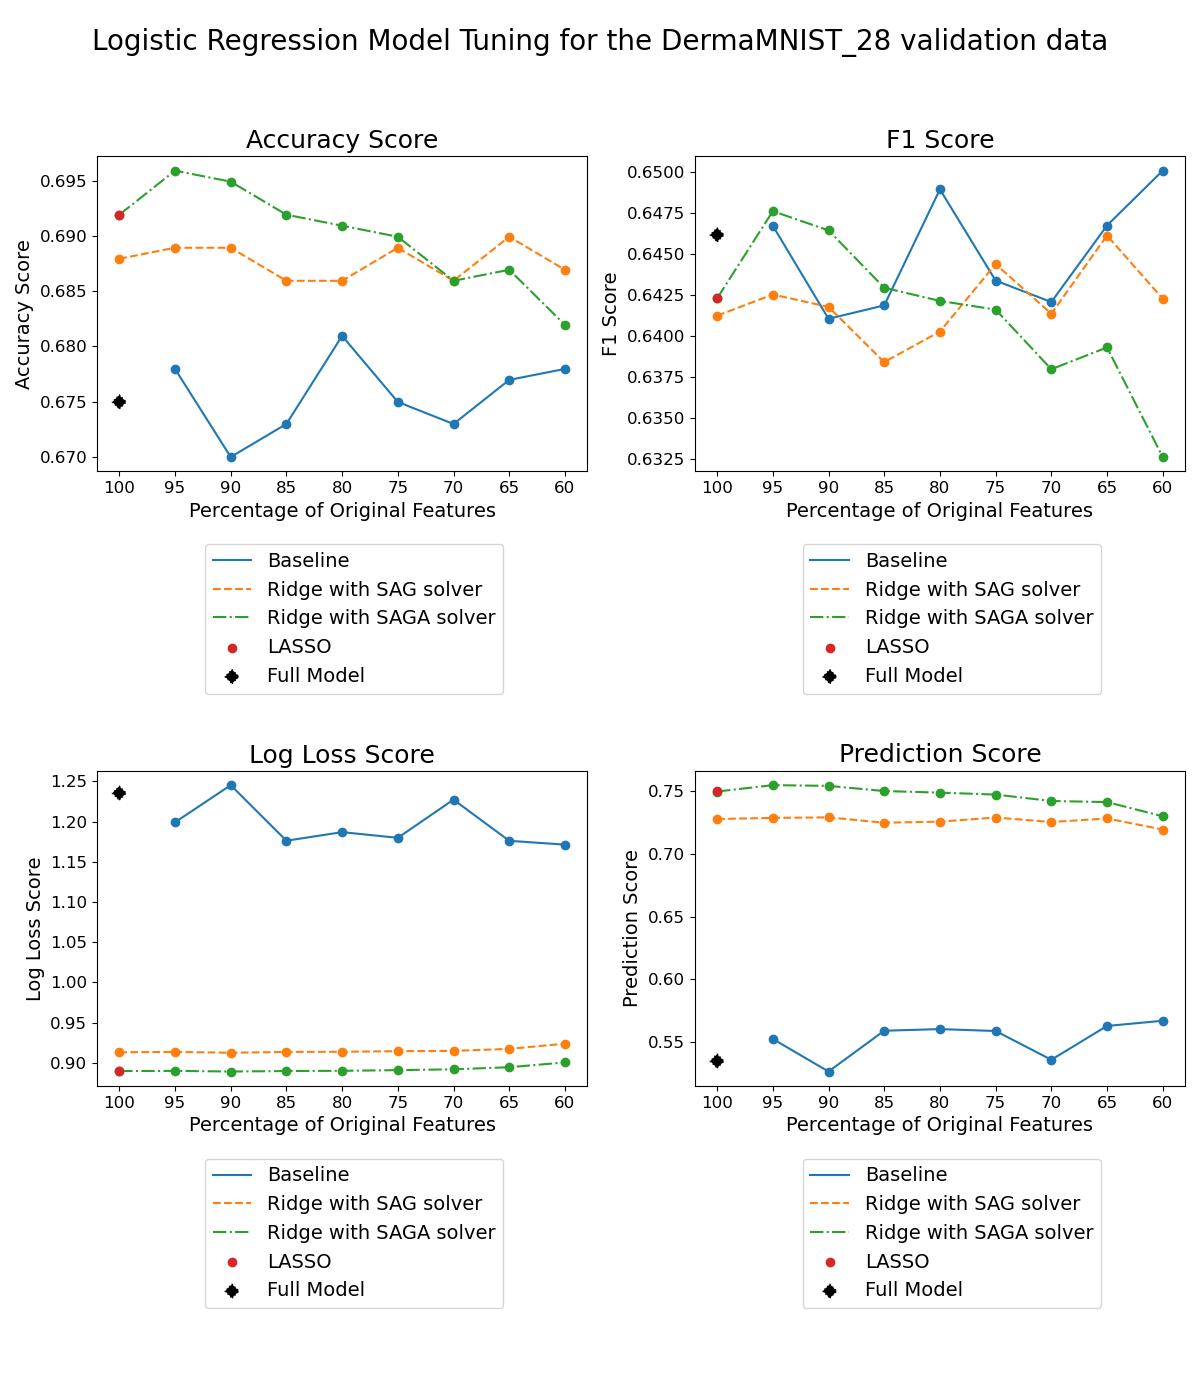 Logistic Regression Model Tuning for the DermaMNIST_28 validation data
Accuracy Score
Accuracy Score
0.695
0.690
0.685
0.680
0.675
0.670
100 95 90 85 80 75 70 65 60
Percentage of Original Features
Baseline
Ridge with SAG solver
Ridge with SAGA solver
LASSO
Full Model
F1 Score
F1 Score
0.6500
0.6475
0.6450
0.6425
0.6400
0.6375
0.6350
0.6325
100 95 90 85 80 75 70 65 60
Percentage of Original Features
Baseline
Ridge with SAG solver
Ridge with SAGA solver
LASSO
Full Model
Log Loss Score
Log Loss Score
1.25
1.20
1.15
1.10
1.05
1.00
0.95
0.90
100 95 90 85 80 75 70 65 60
Percentage of Original Features
Baseline
Ridge with SAG solver
Ridge with SAGA solver
LASSO
Full Model
Prediction Score
Prediction Score
0.75
0.70
0.65
0.60
0.55
100 95 90 85 80 75 70 65 60
Percentage of Original Features
Baseline
Ridge with SAG solver
Ridge with SAGA solver
LASSO
Full Model